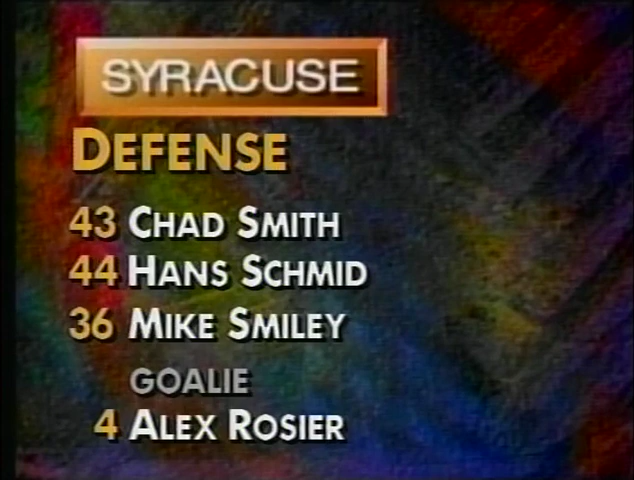 SYRACUSE
DEFENSE
43 CHAD SMITH
44 HANS SCHMID
36 MIKE SMILEY
GOALIE
4 ALEX ROSIER